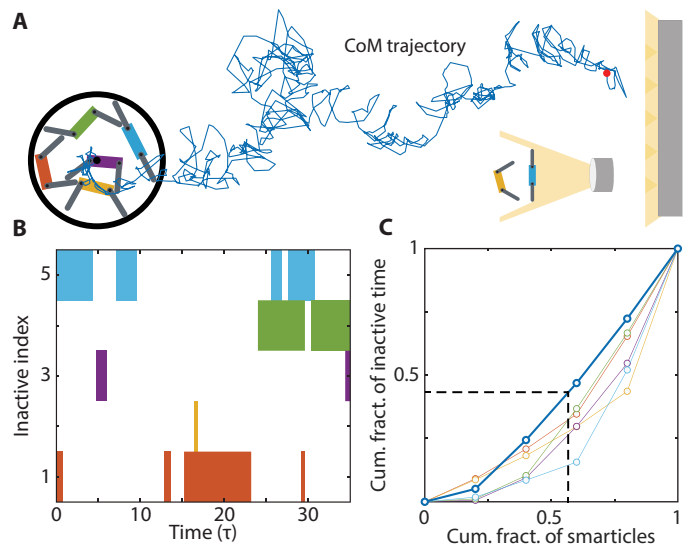 A
CoM trajectory
B
5
3
1
Inactive index
0
10
20
30
Time (τ)
C
1
0.5
0
0.5
1
Cum. fract. of inactive time
Cum. fract. of smarticles